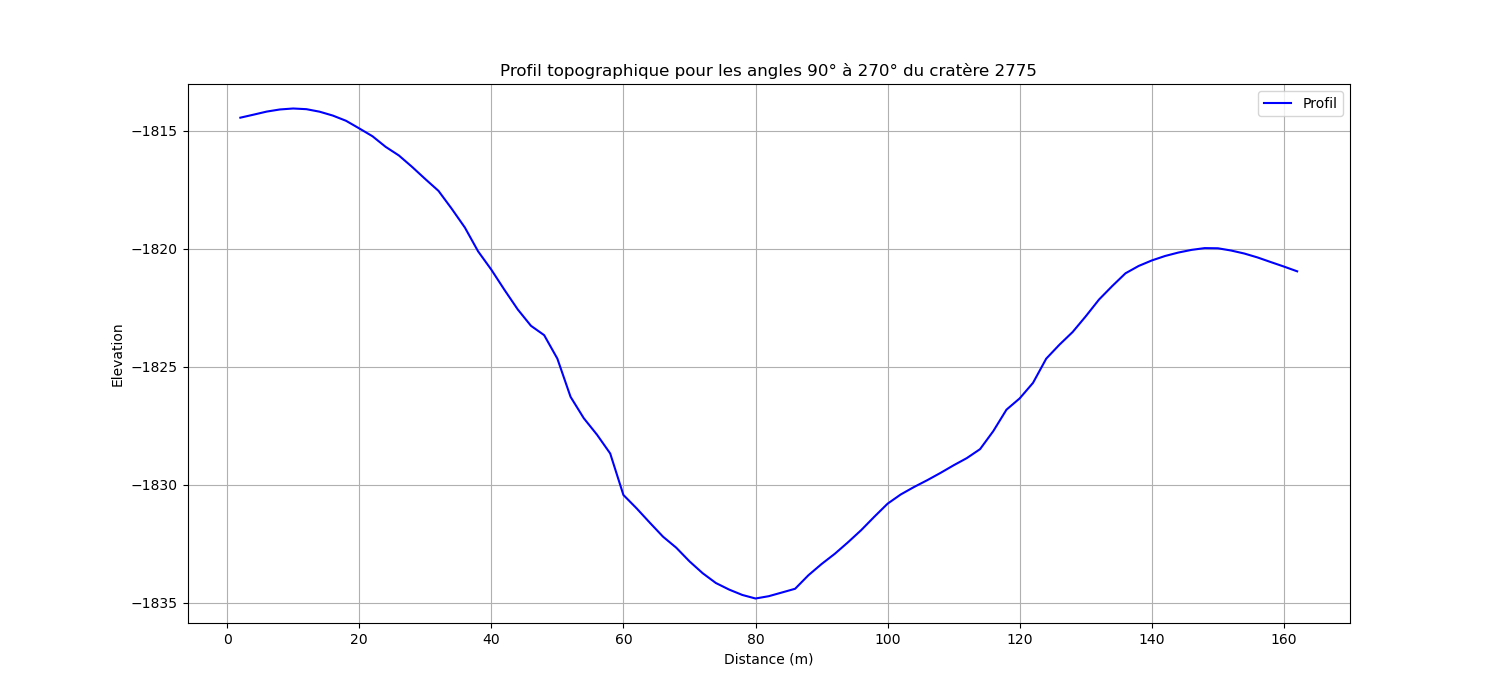 Profil topographique pour les angles 90° à 270° du cratère 2775
Profil
−1815
−1820
−1825
−1830
−1835
Elevation
0 20 40 60 80 100 120 140 160
Distance (m)